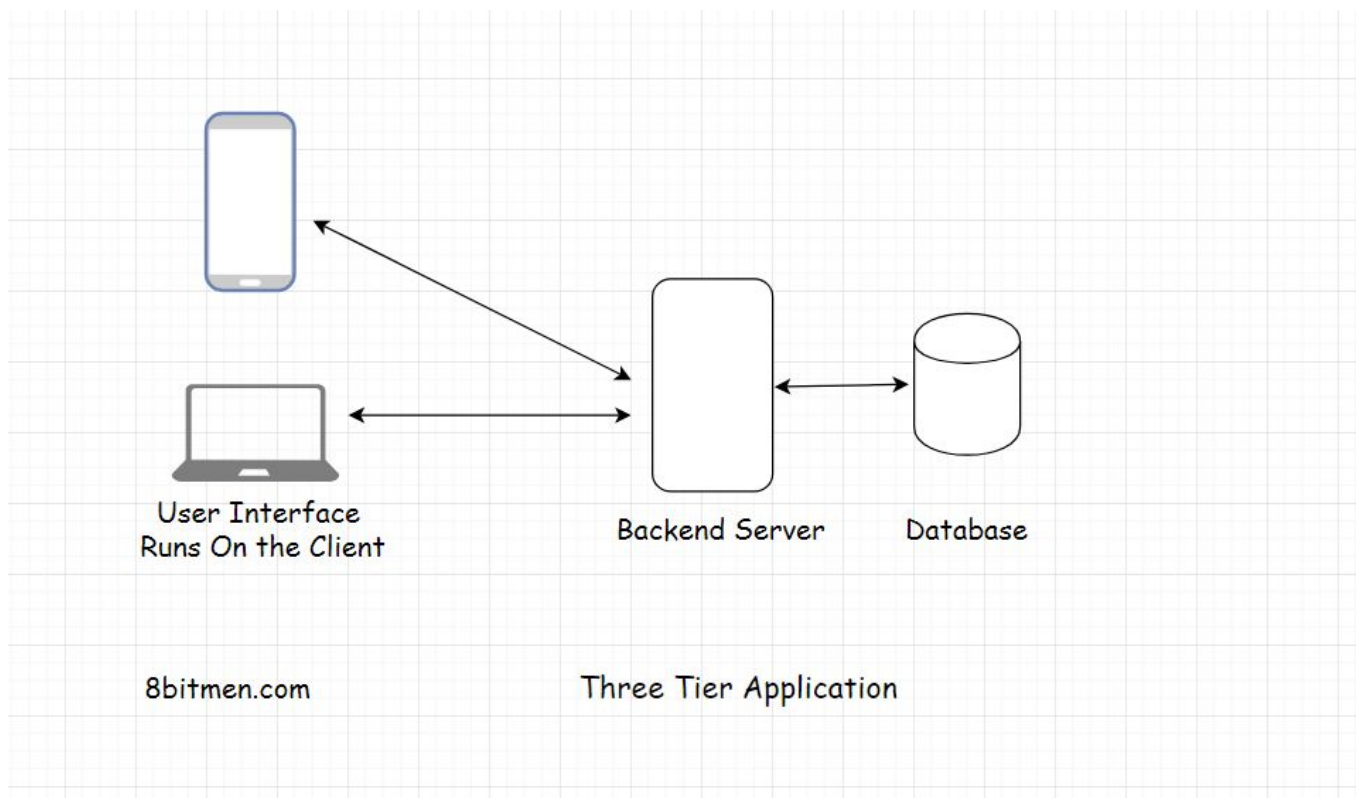 User Interface
Runs On the Client
Backend Server
Database
8bitmen.com
Three Tier Application